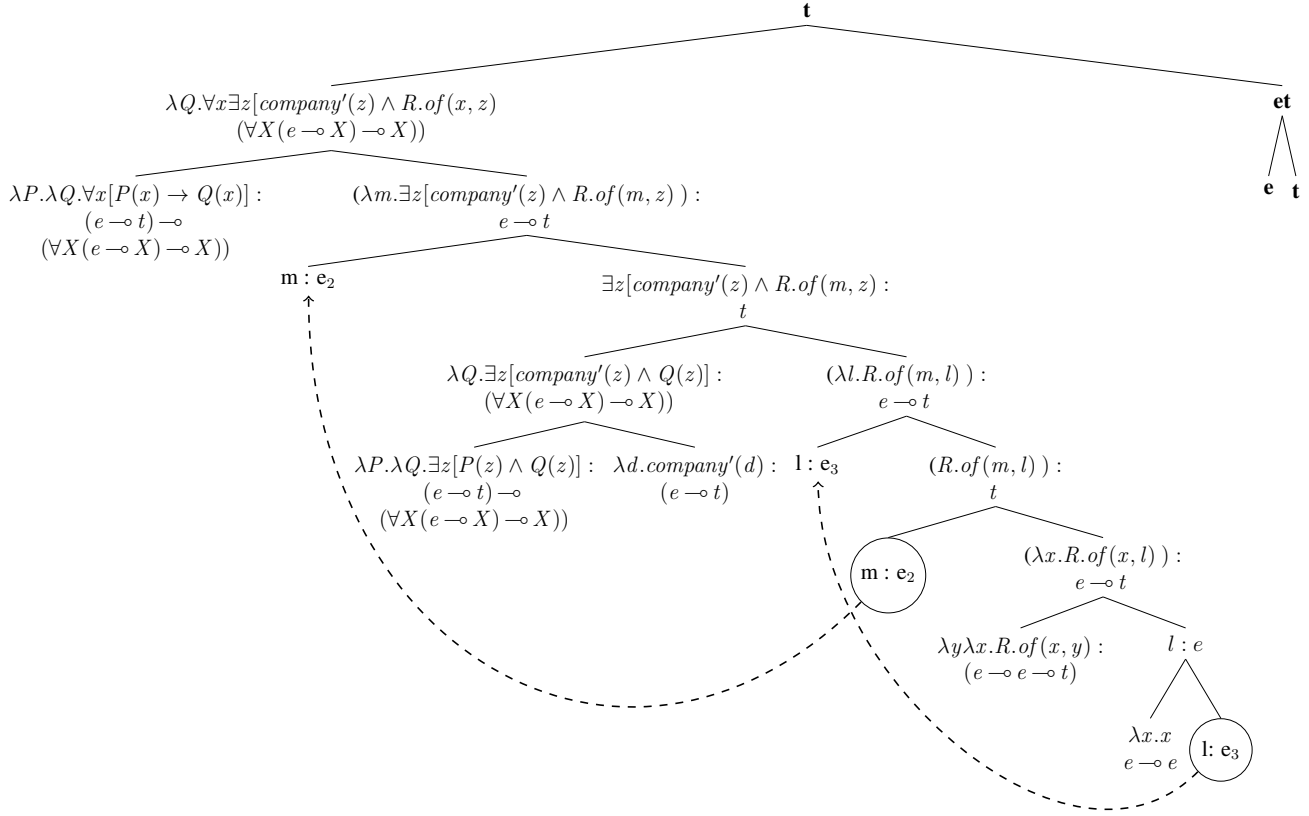 t
λQ.∀x∃z[company′(z) ∧ R.of(x, z)
(∀X(e ⊸ X) ⊸ X))
et
λP.λQ.∀x[P(x) → Q(x)] :
(e ⊸ t) ⊸
(∀X(e ⊸ X) ⊸ X))
(λm.∃z[company′(z) ∧ R.of(m, z) ) :
e ⊸ t
e
t
m : e₂
∃z[company′(z) ∧ R.of(m, z) :
t
λQ.∃z[company′(z) ∧ Q(z)] :
(∀X(e ⊸ X) ⊸ X))
(λl.R.of(m, l) ) :
e ⊸ t
λP.λQ.∃z[P(z) ∧ Q(z)] :
(e ⊸ t) ⊸
(∀X(e ⊸ X) ⊸ X))
λd.company′(d) :
(e ⊸ t)
l : e₃
(R.of(m, l) ) :
t
m : e₂
(λx.R.of(x, l) ) :
e ⊸ t
λyλx.R.of(x, y) :
(e ⊸ e ⊸ t)
l : e
λx.x
e ⊸ e
l: e₃